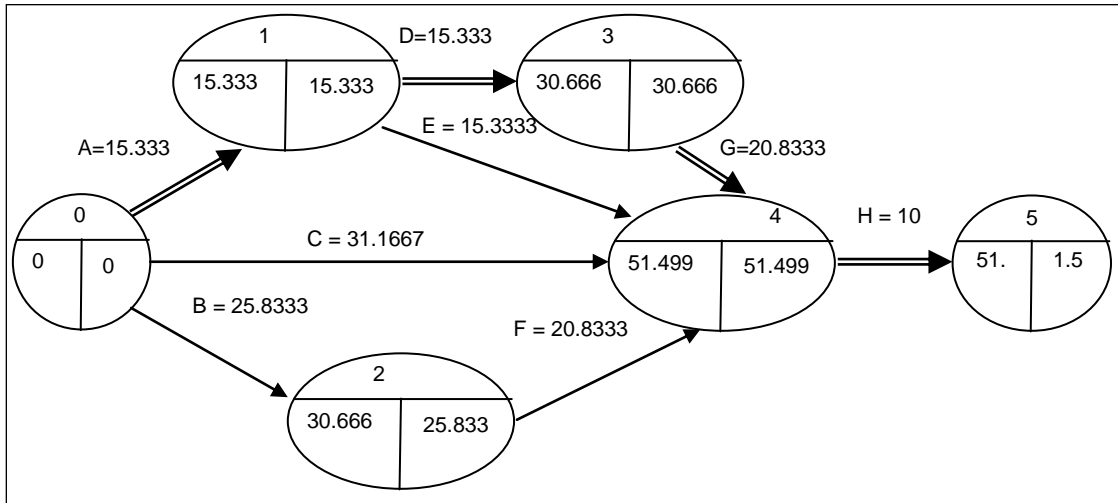 1
15.333 15.333
D=15.333
3
30.666 30.666
E = 15.3333
A=15.333
G=20.8333
0
0 0
C = 31.1667
4
51.499 51.499
H = 10
5
51. 1.5
B = 25.8333
F = 20.8333
2
30.666 25.833